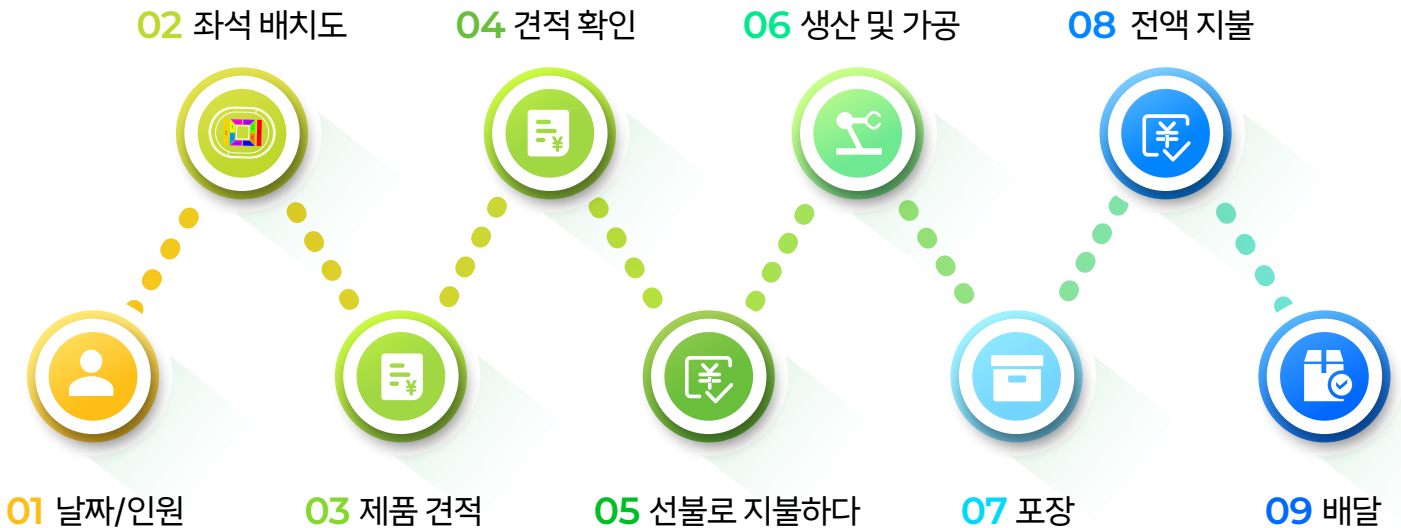 01 날짜/인원
02 좌석 배치도
03 제품 견적
04 견적 확인
05 선불로 지불하다
06 생산 및 가공
07 포장
08 전액 지불
09 배달